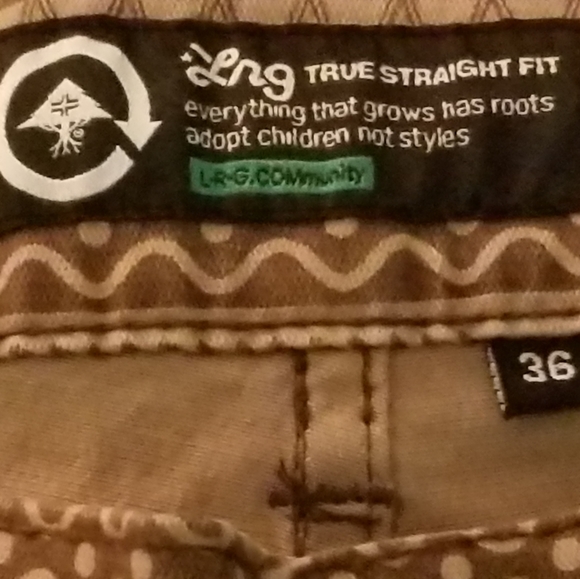 Lrg TRUE STRAIGHT FIT
everything that grows has roots
adopt children not styles
L-R-G.COMmunity
36